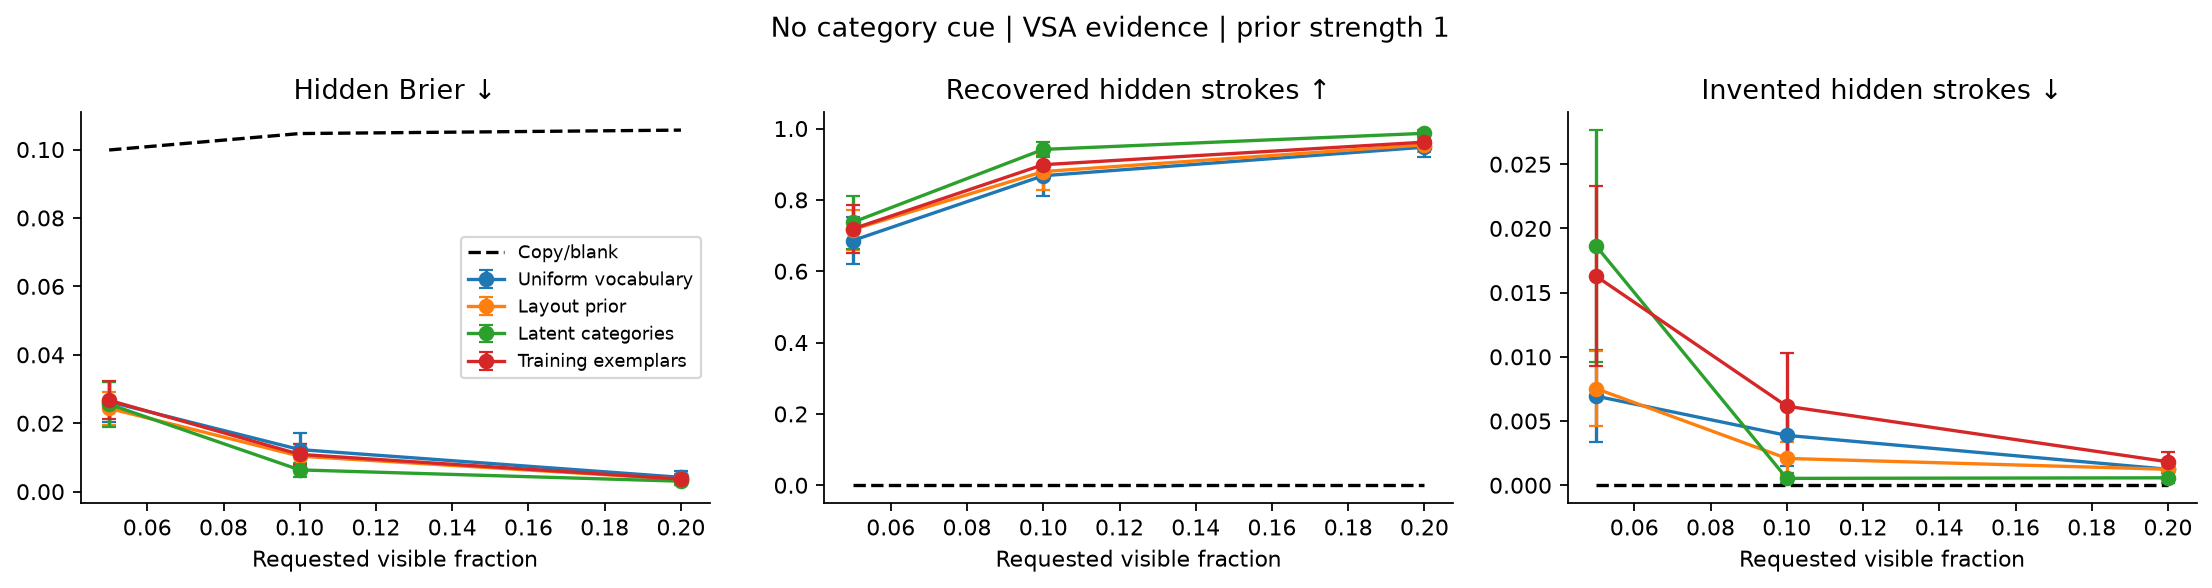 No category cue | VSA evidence | prior strength 1
Hidden Brier ↓
0.10
0.08
0.06
0.04
0.02
0.00
Copy/blank
Uniform vocabulary
Layout prior
Latent categories
Training exemplars
0.06 0.08 0.10 0.12 0.14 0.16 0.18 0.20
Requested visible fraction
Recovered hidden strokes ↑
1.0
0.8
0.6
0.4
0.2
0.0
0.06 0.08 0.10 0.12 0.14 0.16 0.18 0.20
Requested visible fraction
Invented hidden strokes ↓
0.025
0.020
0.015
0.010
0.005
0.000
0.06 0.08 0.10 0.12 0.14 0.16 0.18 0.20
Requested visible fraction